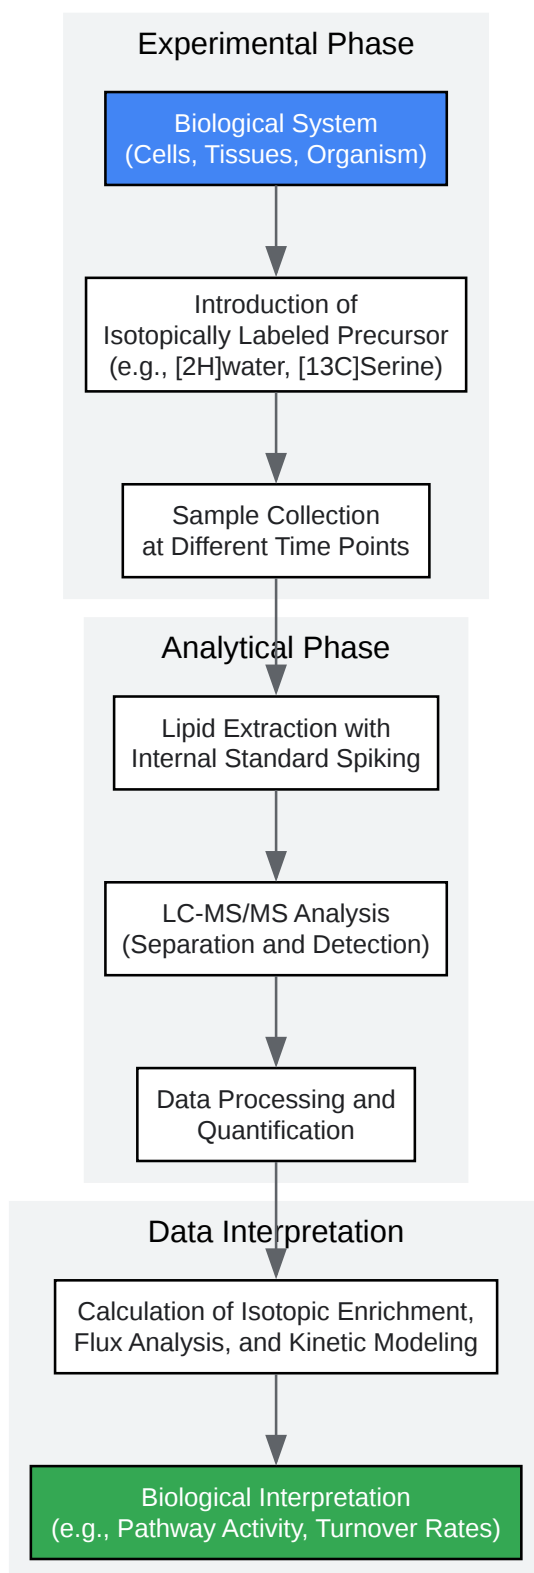 Experimental Phase
Biological System
(Cells, Tissues, Organism)
Introduction of
Isotopically Labeled Precursor
(e.g., [2H]water, [13C]Serine)
Sample Collection
at Different Time Points
Analytical Phase
Lipid Extraction with
Internal Standard Spiking
LC-MS/MS Analysis
(Separation and Detection)
Data Processing and
Quantification
Data Interpretation
Calculation of Isotopic Enrichment,
Flux Analysis, and Kinetic Modeling
Biological Interpretation
(e.g., Pathway Activity, Turnover Rates)